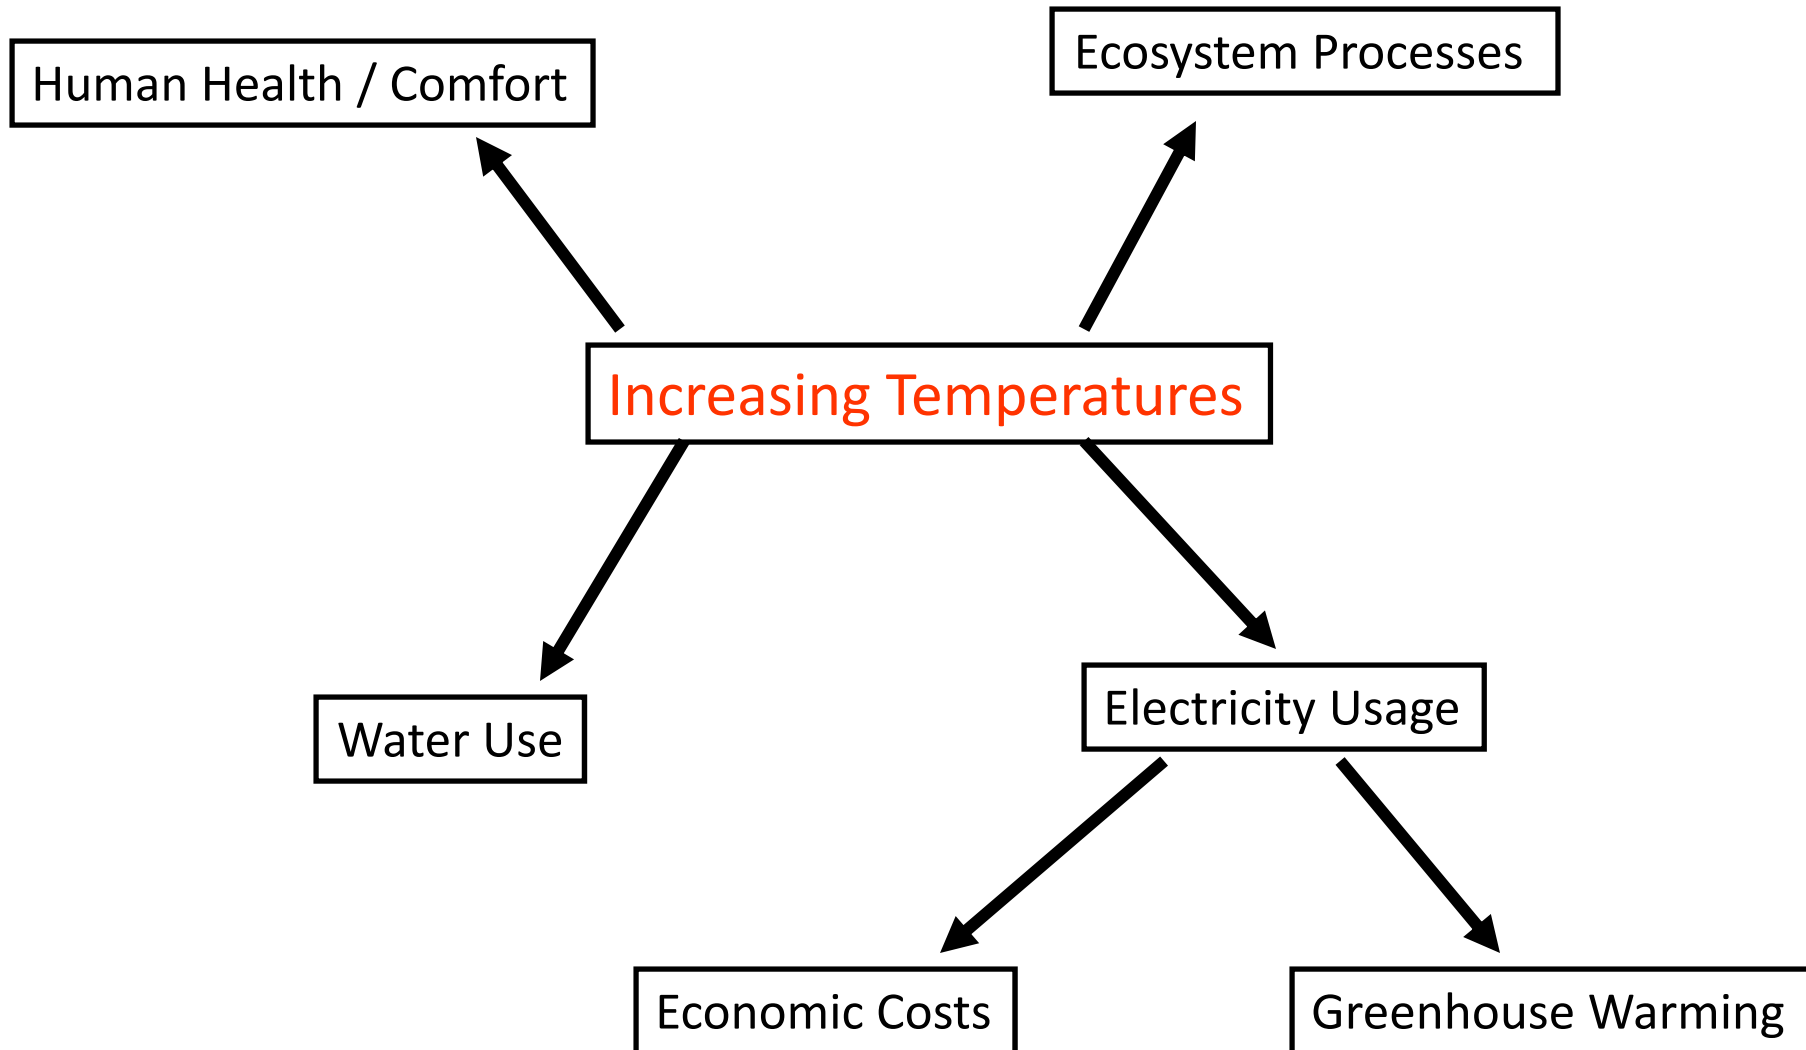 Human Health / Comfort
Ecosystem Processes
Increasing Temperatures
Water Use
Electricity Usage
Economic Costs
Greenhouse Warming